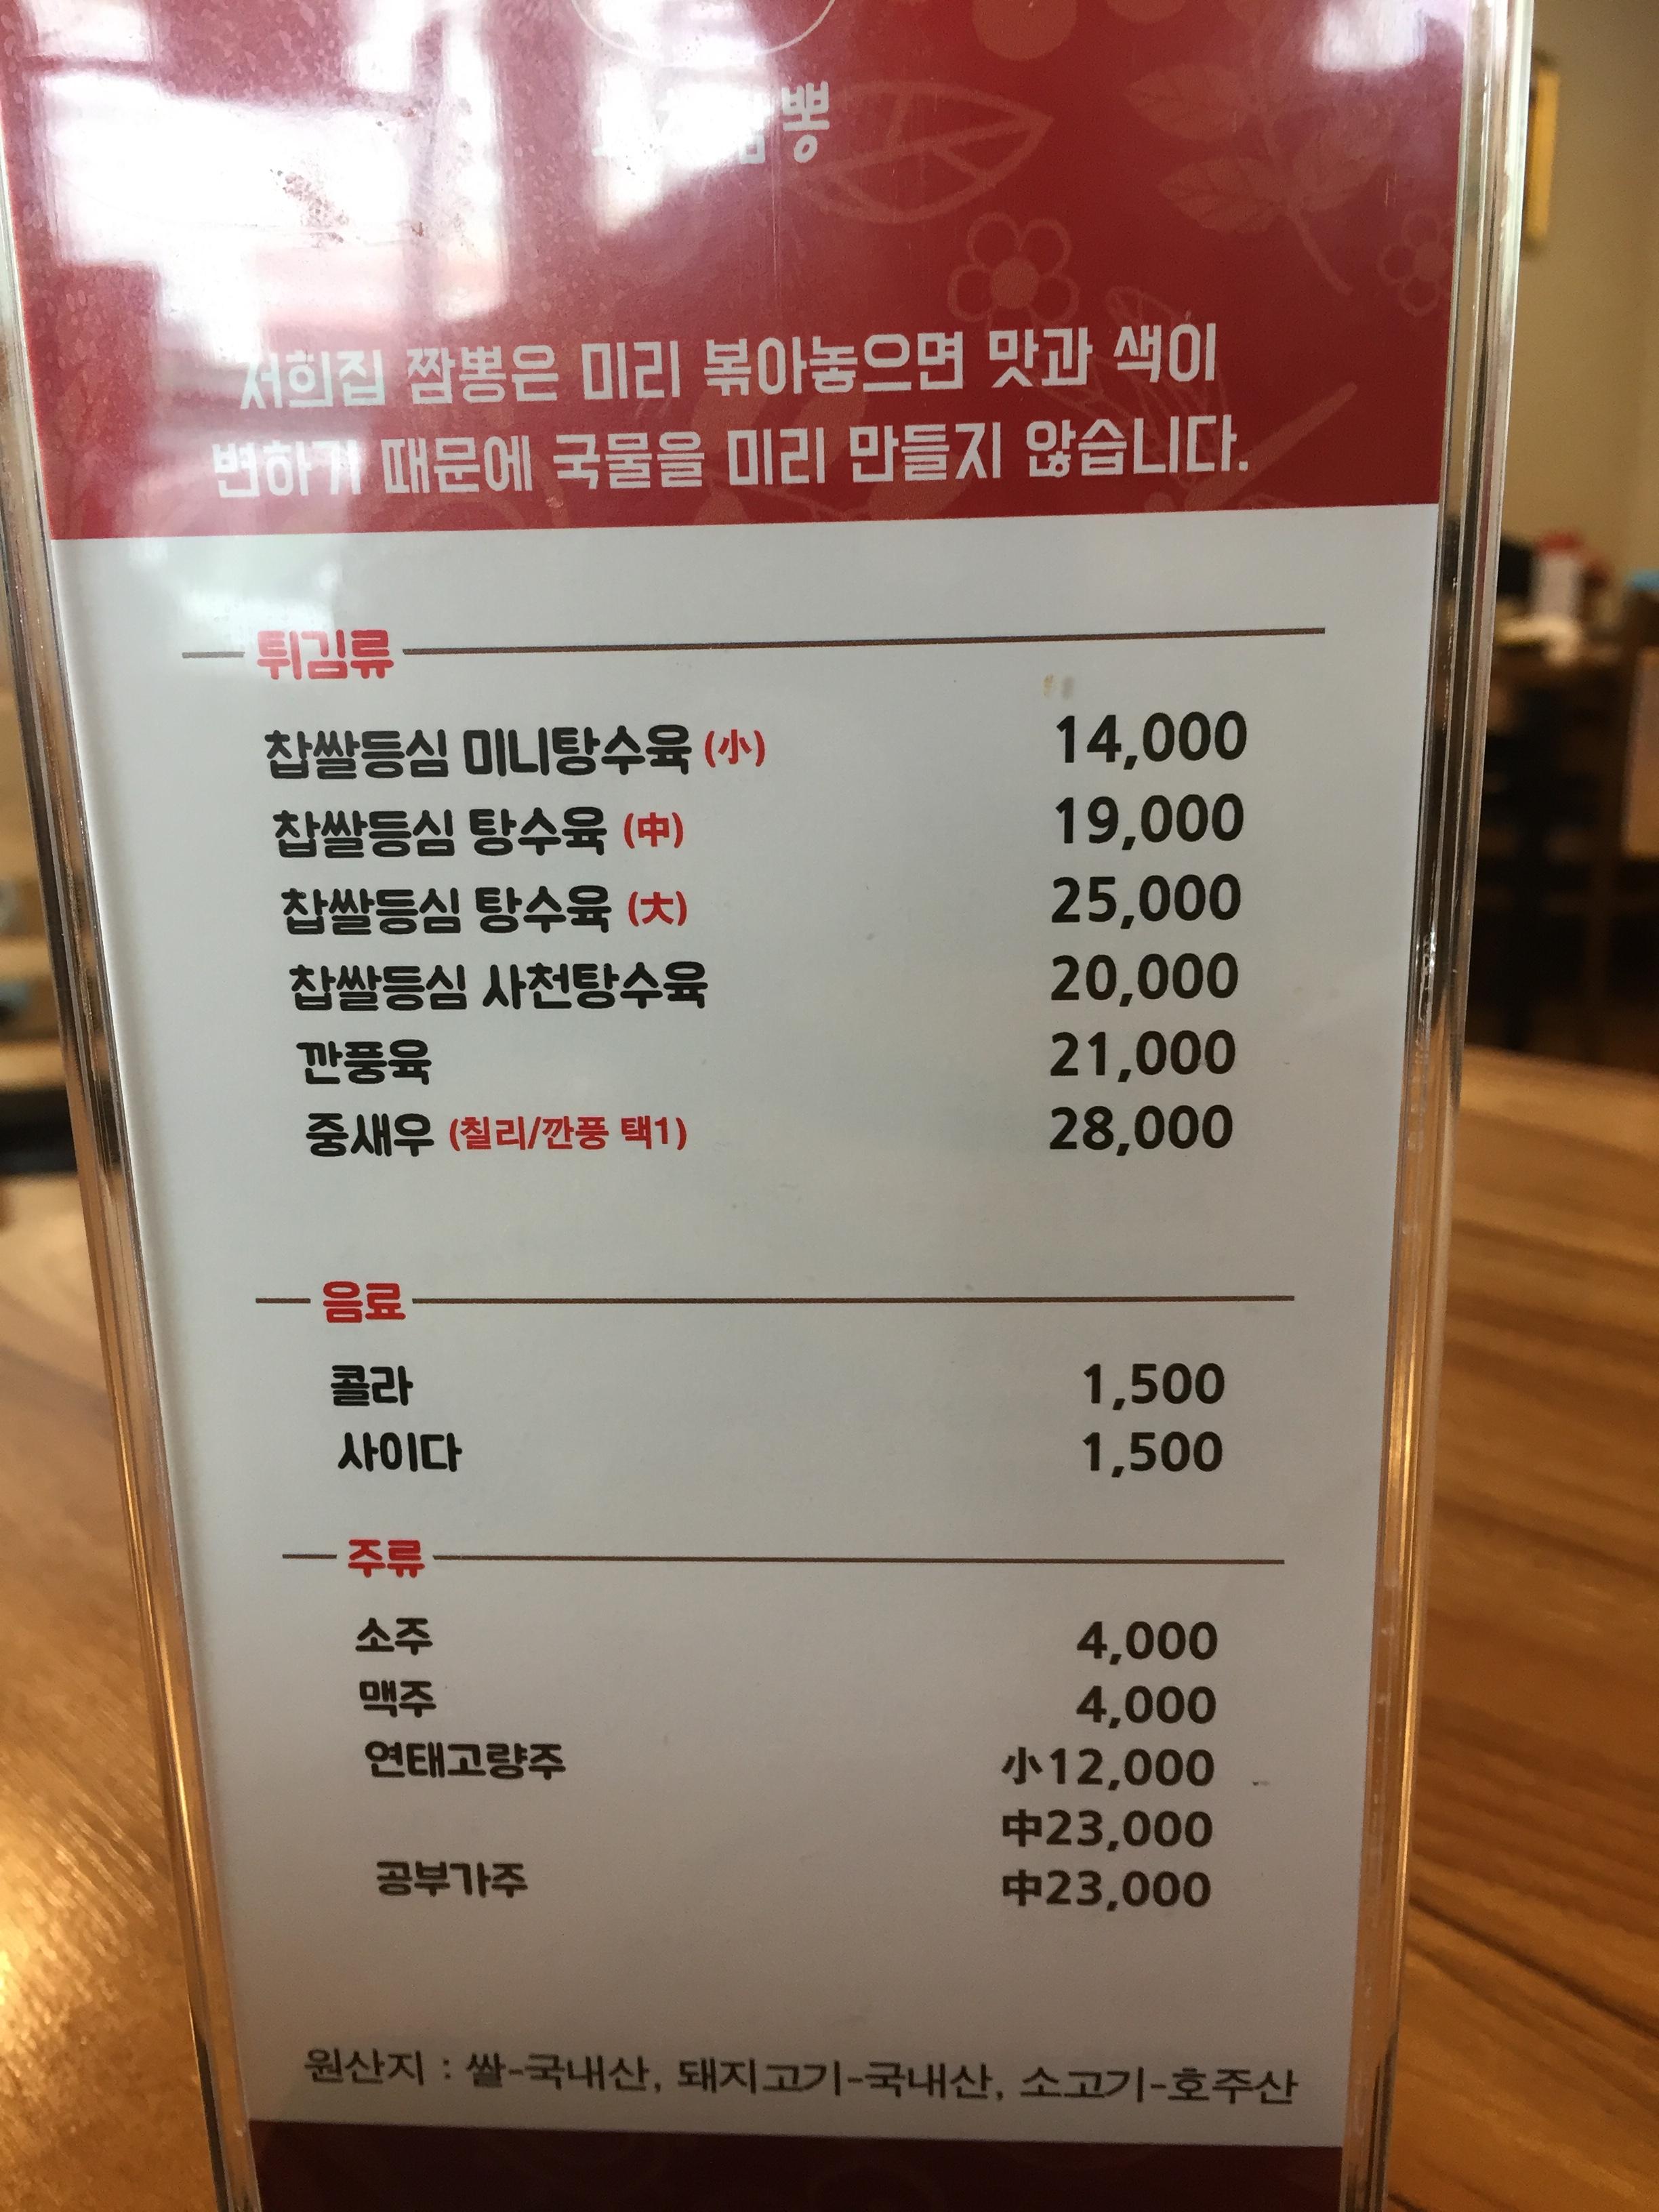 짬뽕
저희집 짬뽕은 미리 볶아놓으면 맛과 색이
변하기 때문에 국물을 미리 만들지 않습니다.
튀김류
찹쌀등심 미니탕수육 (小) 14,000
찹쌀등심 탕수육 (中) 19,000
찹쌀등심 탕수육 (大) 25,000
찹쌀등심 사천탕수육 20,000
깐풍육 21,000
중새우 (칠리/깐풍 택1) 28,000
음료
콜라 1,500
사이다 1,500
주류
소주 4,000
맥주 4,000
연태고량주 小12,000
中23,000
공부가주 中23,000
원산지 : 쌀-국내산, 돼지고기-국내산, 소고기-호주산